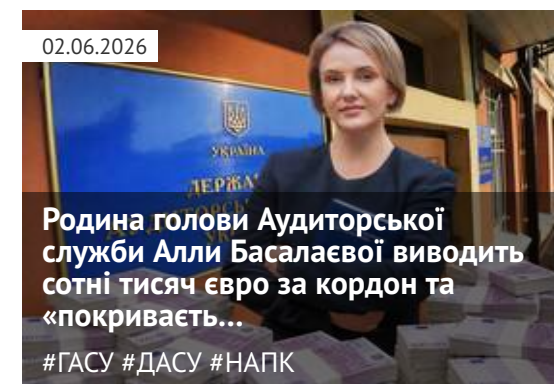 02.06.2026
УКРАЇНА
ДЕРЖА
Родина голови Аудиторської
служби Алли Басалаєвої виводить
сотні тисяч євро за кордон та
«покриваєть...
#ГАСУ #ДАСУ #НАПК